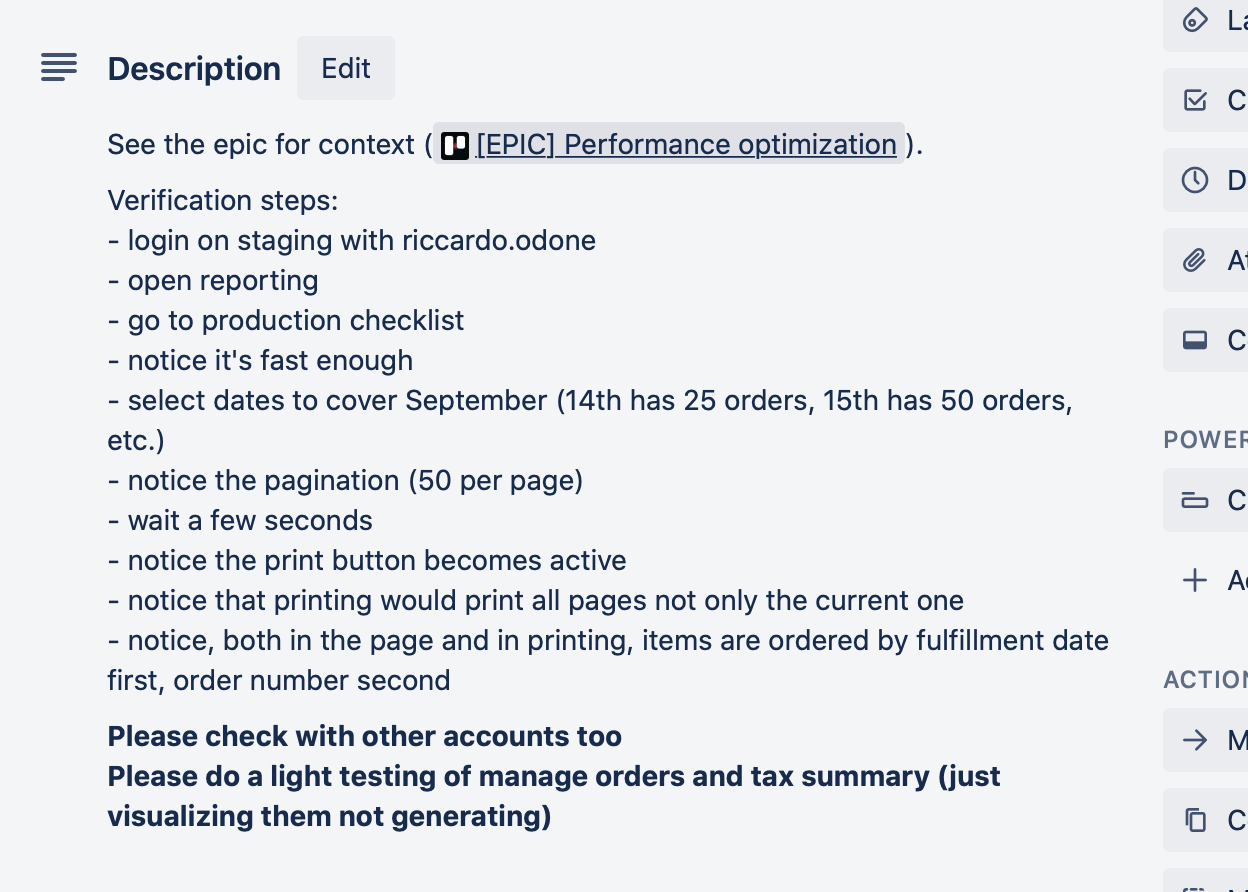 Description Edit
See the epic for context ( [EPIC] Performance optimization ).
Verification steps:
- login on staging with riccardo.odone
- open reporting
- go to production checklist
- notice it's fast enough
- select dates to cover September (14th has 25 orders, 15th has 50 orders,
etc.)
- notice the pagination (50 per page)
- wait a few seconds
- notice the print button becomes active
- notice that printing would print all pages not only the current one
- notice, both in the page and in printing, items are ordered by fulfillment date
first, order number second
Please check with other accounts too
Please do a light testing of manage orders and tax summary (just
visualizing them not generating)